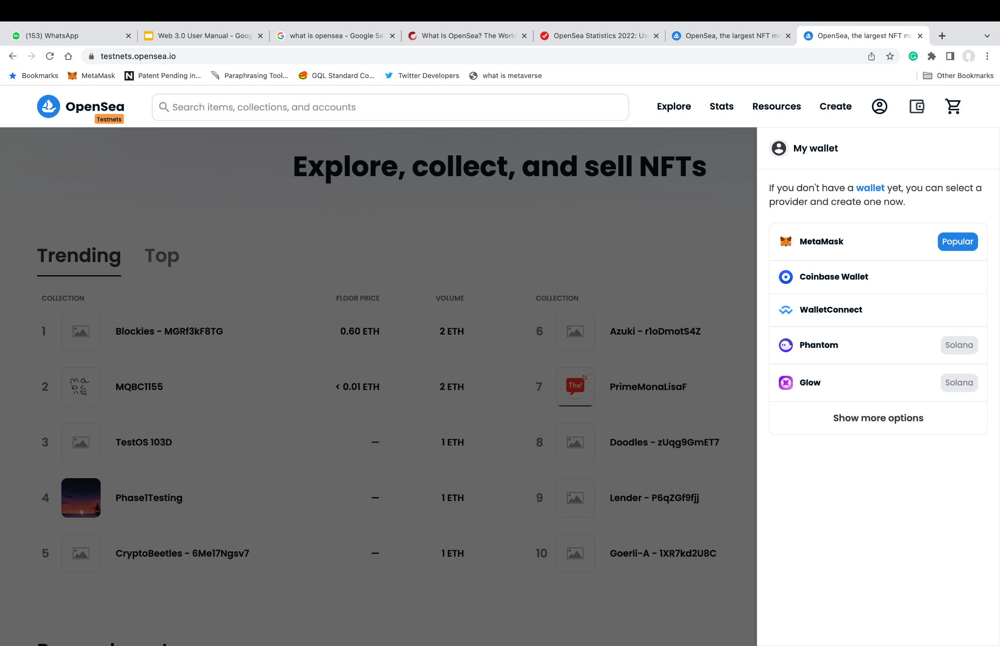 (153) WhatsApp
Web 3.0 User Manual - Goog
what is opensea - Google Se
What Is OpenSea? The World
OpenSea Statistics 2022: Us
OpenSea, the largest NFT ma
OpenSea, the largest NFT ma
testnets.opensea.io
Bookmarks
MetaMask
Patent Pending in...
Paraphrasing Tool...
GQL Standard Co...
Twitter Developers
what is metaverse
Other Bookmarks
OpenSea
Testnets
Search items, collections, and accounts
Explore
Stats
Resources
Create
Explore, collect, and sell NFTs
Trending
Top
COLLECTION FLOOR PRICE VOLUME
1 Blockies - MGRf3kF8TG 0.60 ETH 2 ETH
2 MQBC1155 < 0.01 ETH 2 ETH
MQ
bC
1155
3 TestOS 103D — 1 ETH
4 Phase1Testing — 1 ETH
5 CryptoBeetles - 6Me17Ngsv7 — 1 ETH
COLLECTION
6 Azuki - r1oDmotS4Z
7 PrimeMonaLisaF
Thx!
8 Doodles - zUqg9GmET7
9 Lender - P6qZGf9fjj
10 Goerli-A - 1XR7kd2U8C
My wallet
If you don't have a wallet yet, you can select a
provider and create one now.
MetaMask Popular
Coinbase Wallet
WalletConnect
Phantom Solana
Glow Solana
Show more options